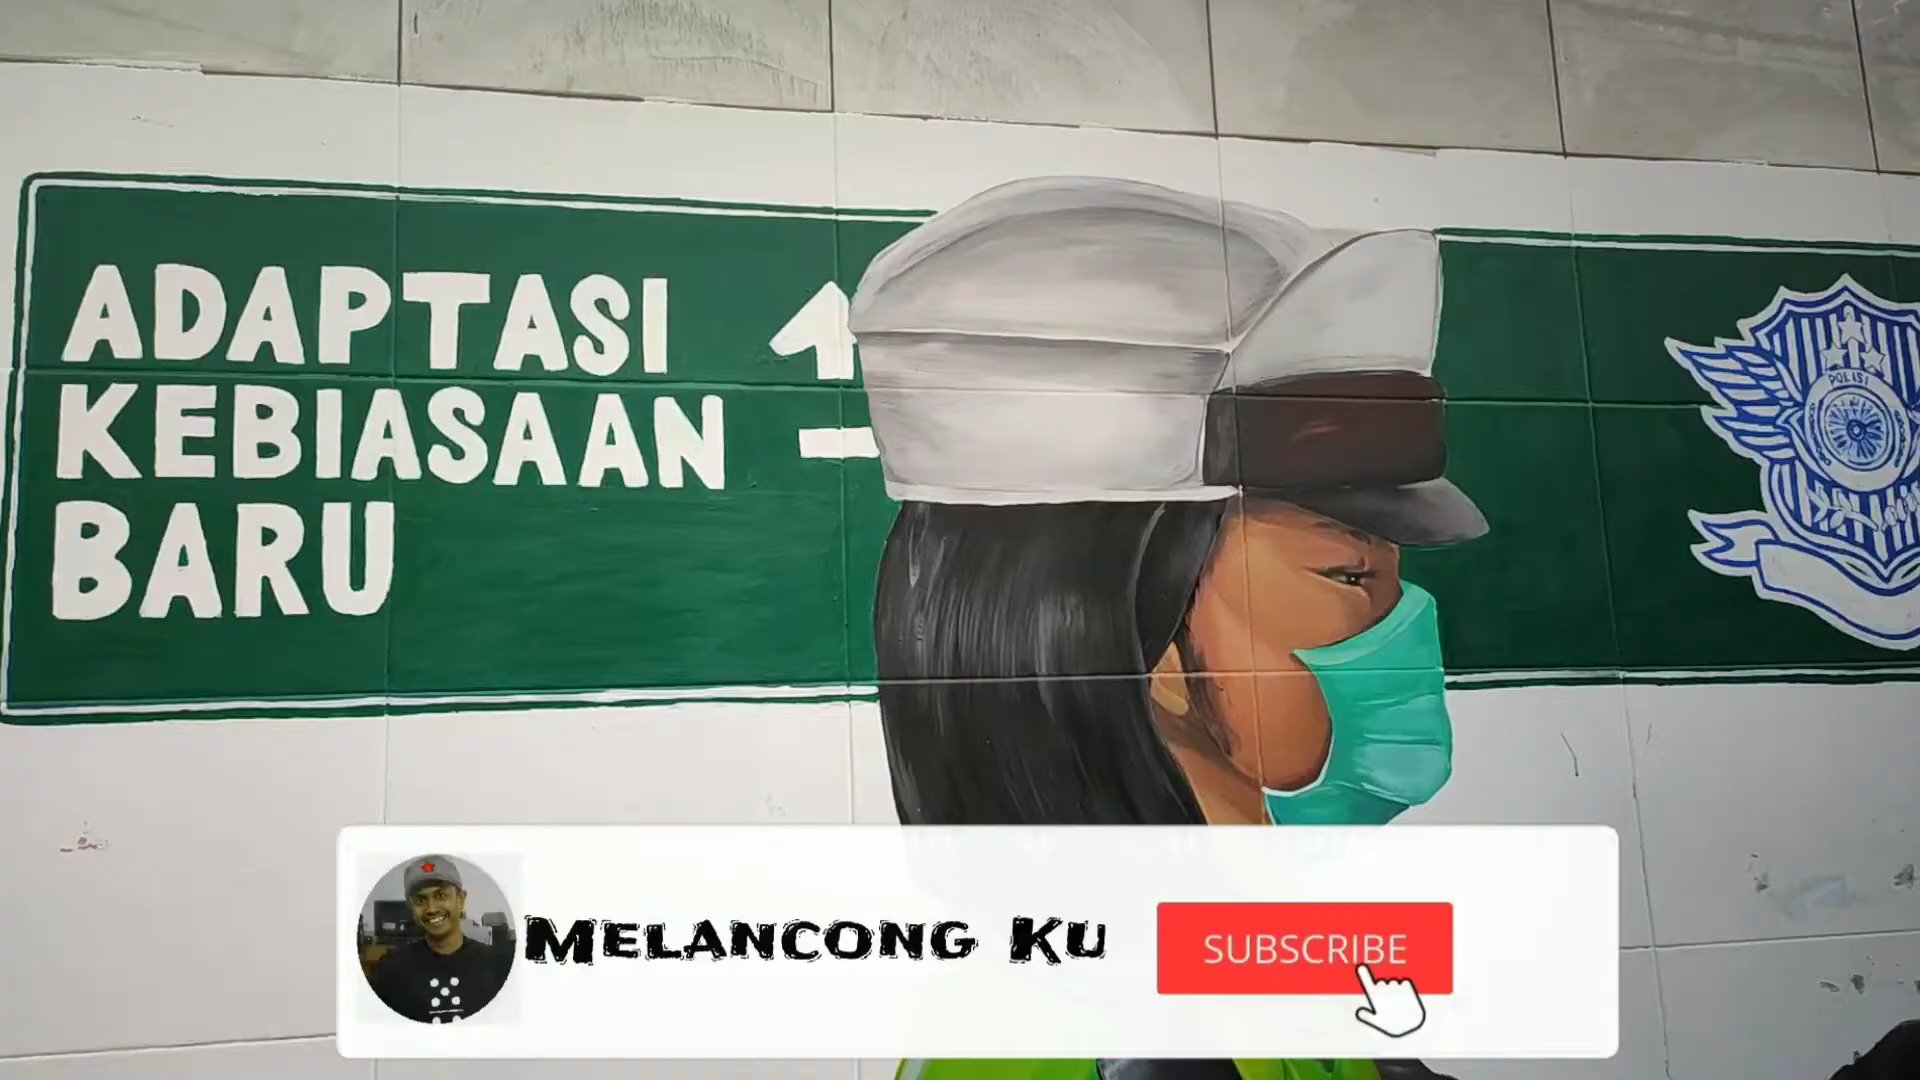 ADAPTASI
KEBIASAAN
BARU
POLISI
MELANCONG KU
SUBSCRIBE